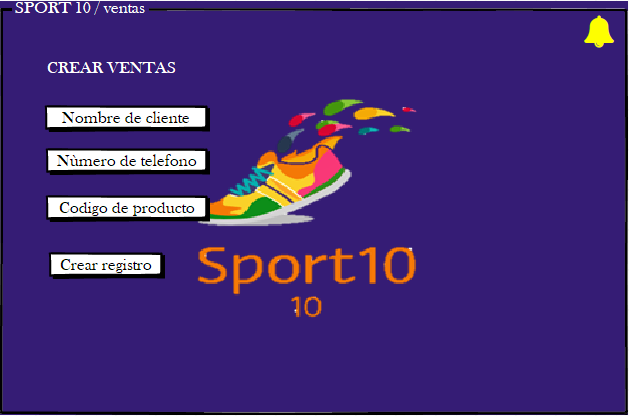 SPORT 10 / ventas
CREAR VENTAS
Nombre de cliente
Nùmero de telefono
Codigo de producto
Crear registro
Sport10
10